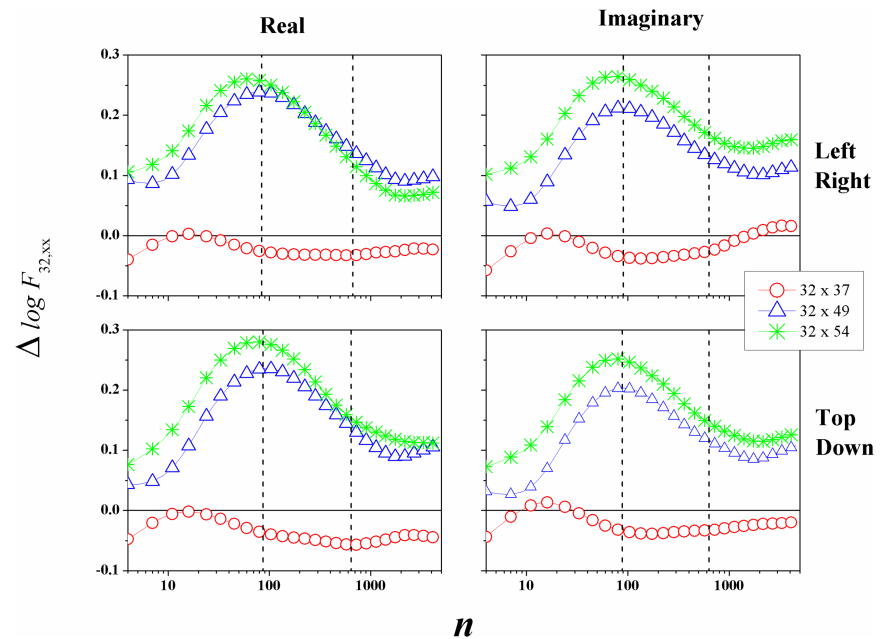 Real
Imaginary
0.3
0.2
0.1
0.0
-0.1
Left
Right
Δ log F32,xx
32 x 37
32 x 49
32 x 54
0.3
0.2
0.1
0.0
-0.1
10
100
1000
10
100
1000
Top
Down
n